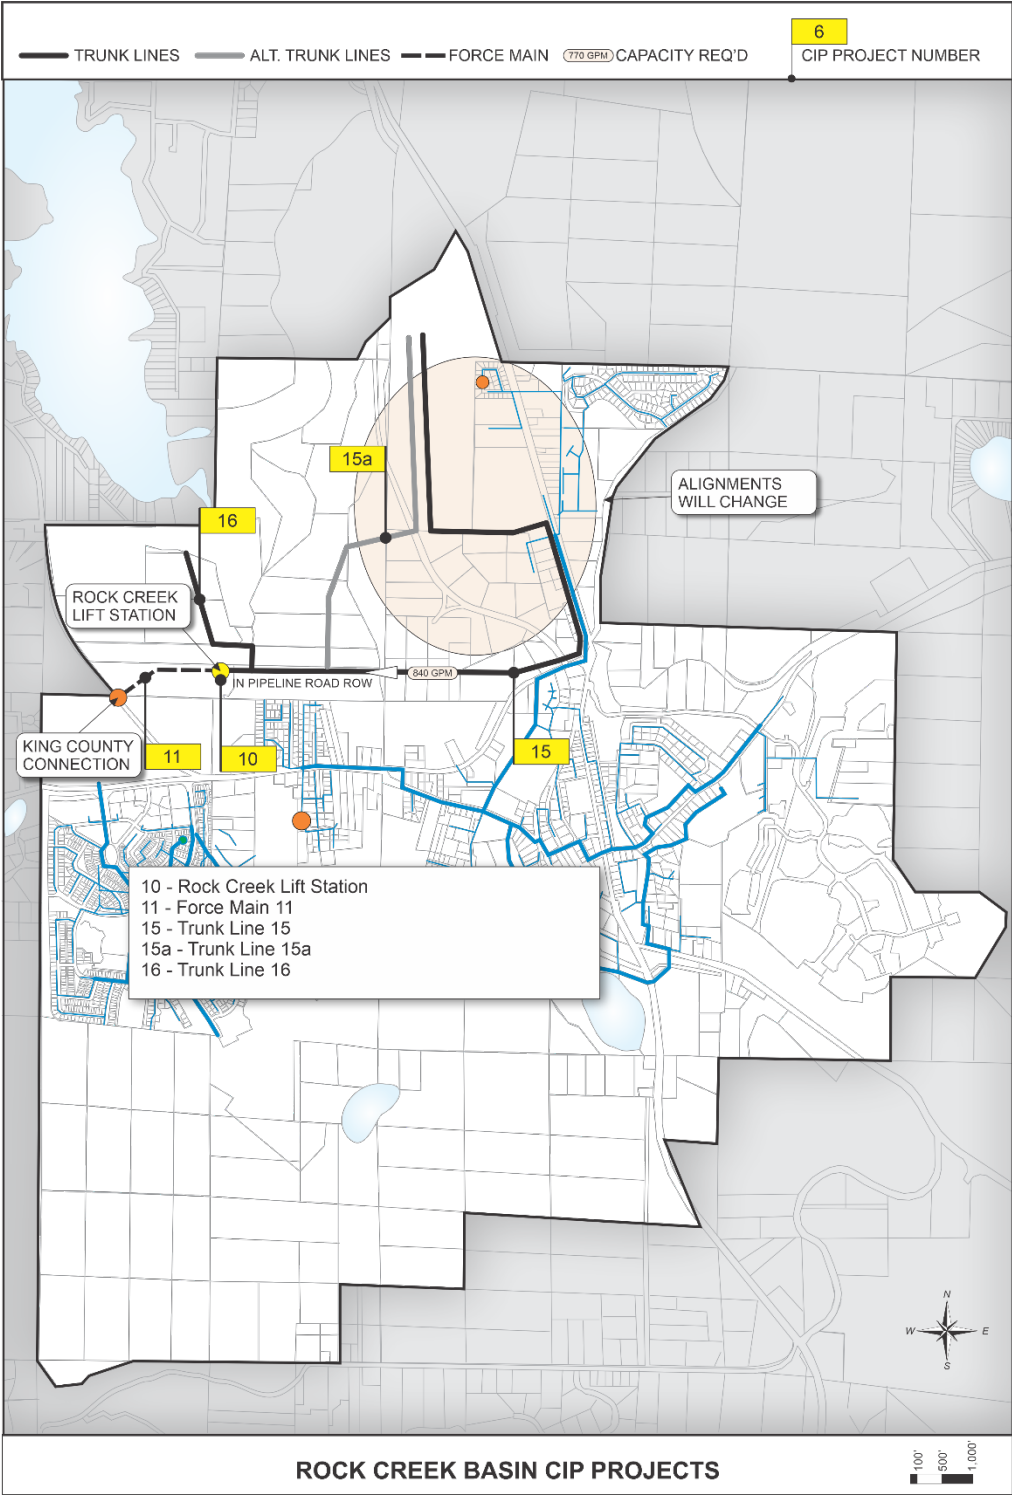 6
TRUNK LINES
ALT. TRUNK LINES
FORCE MAIN
770 GPM
CAPACITY REQ'D
CIP PROJECT NUMBER
15a
ALIGNMENTS
WILL CHANGE
16
ROCK CREEK
LIFT STATION
840 GPM
IN PIPELINE ROAD ROW
KING COUNTY
CONNECTION
11
10
15
10 - Rock Creek Lift Station
11 - Force Main 11
15 - Trunk Line 15
15a - Trunk Line 15a
16 - Trunk Line 16
N
W
E
S
ROCK CREEK BASIN CIP PROJECTS
100'
500'
1,000'